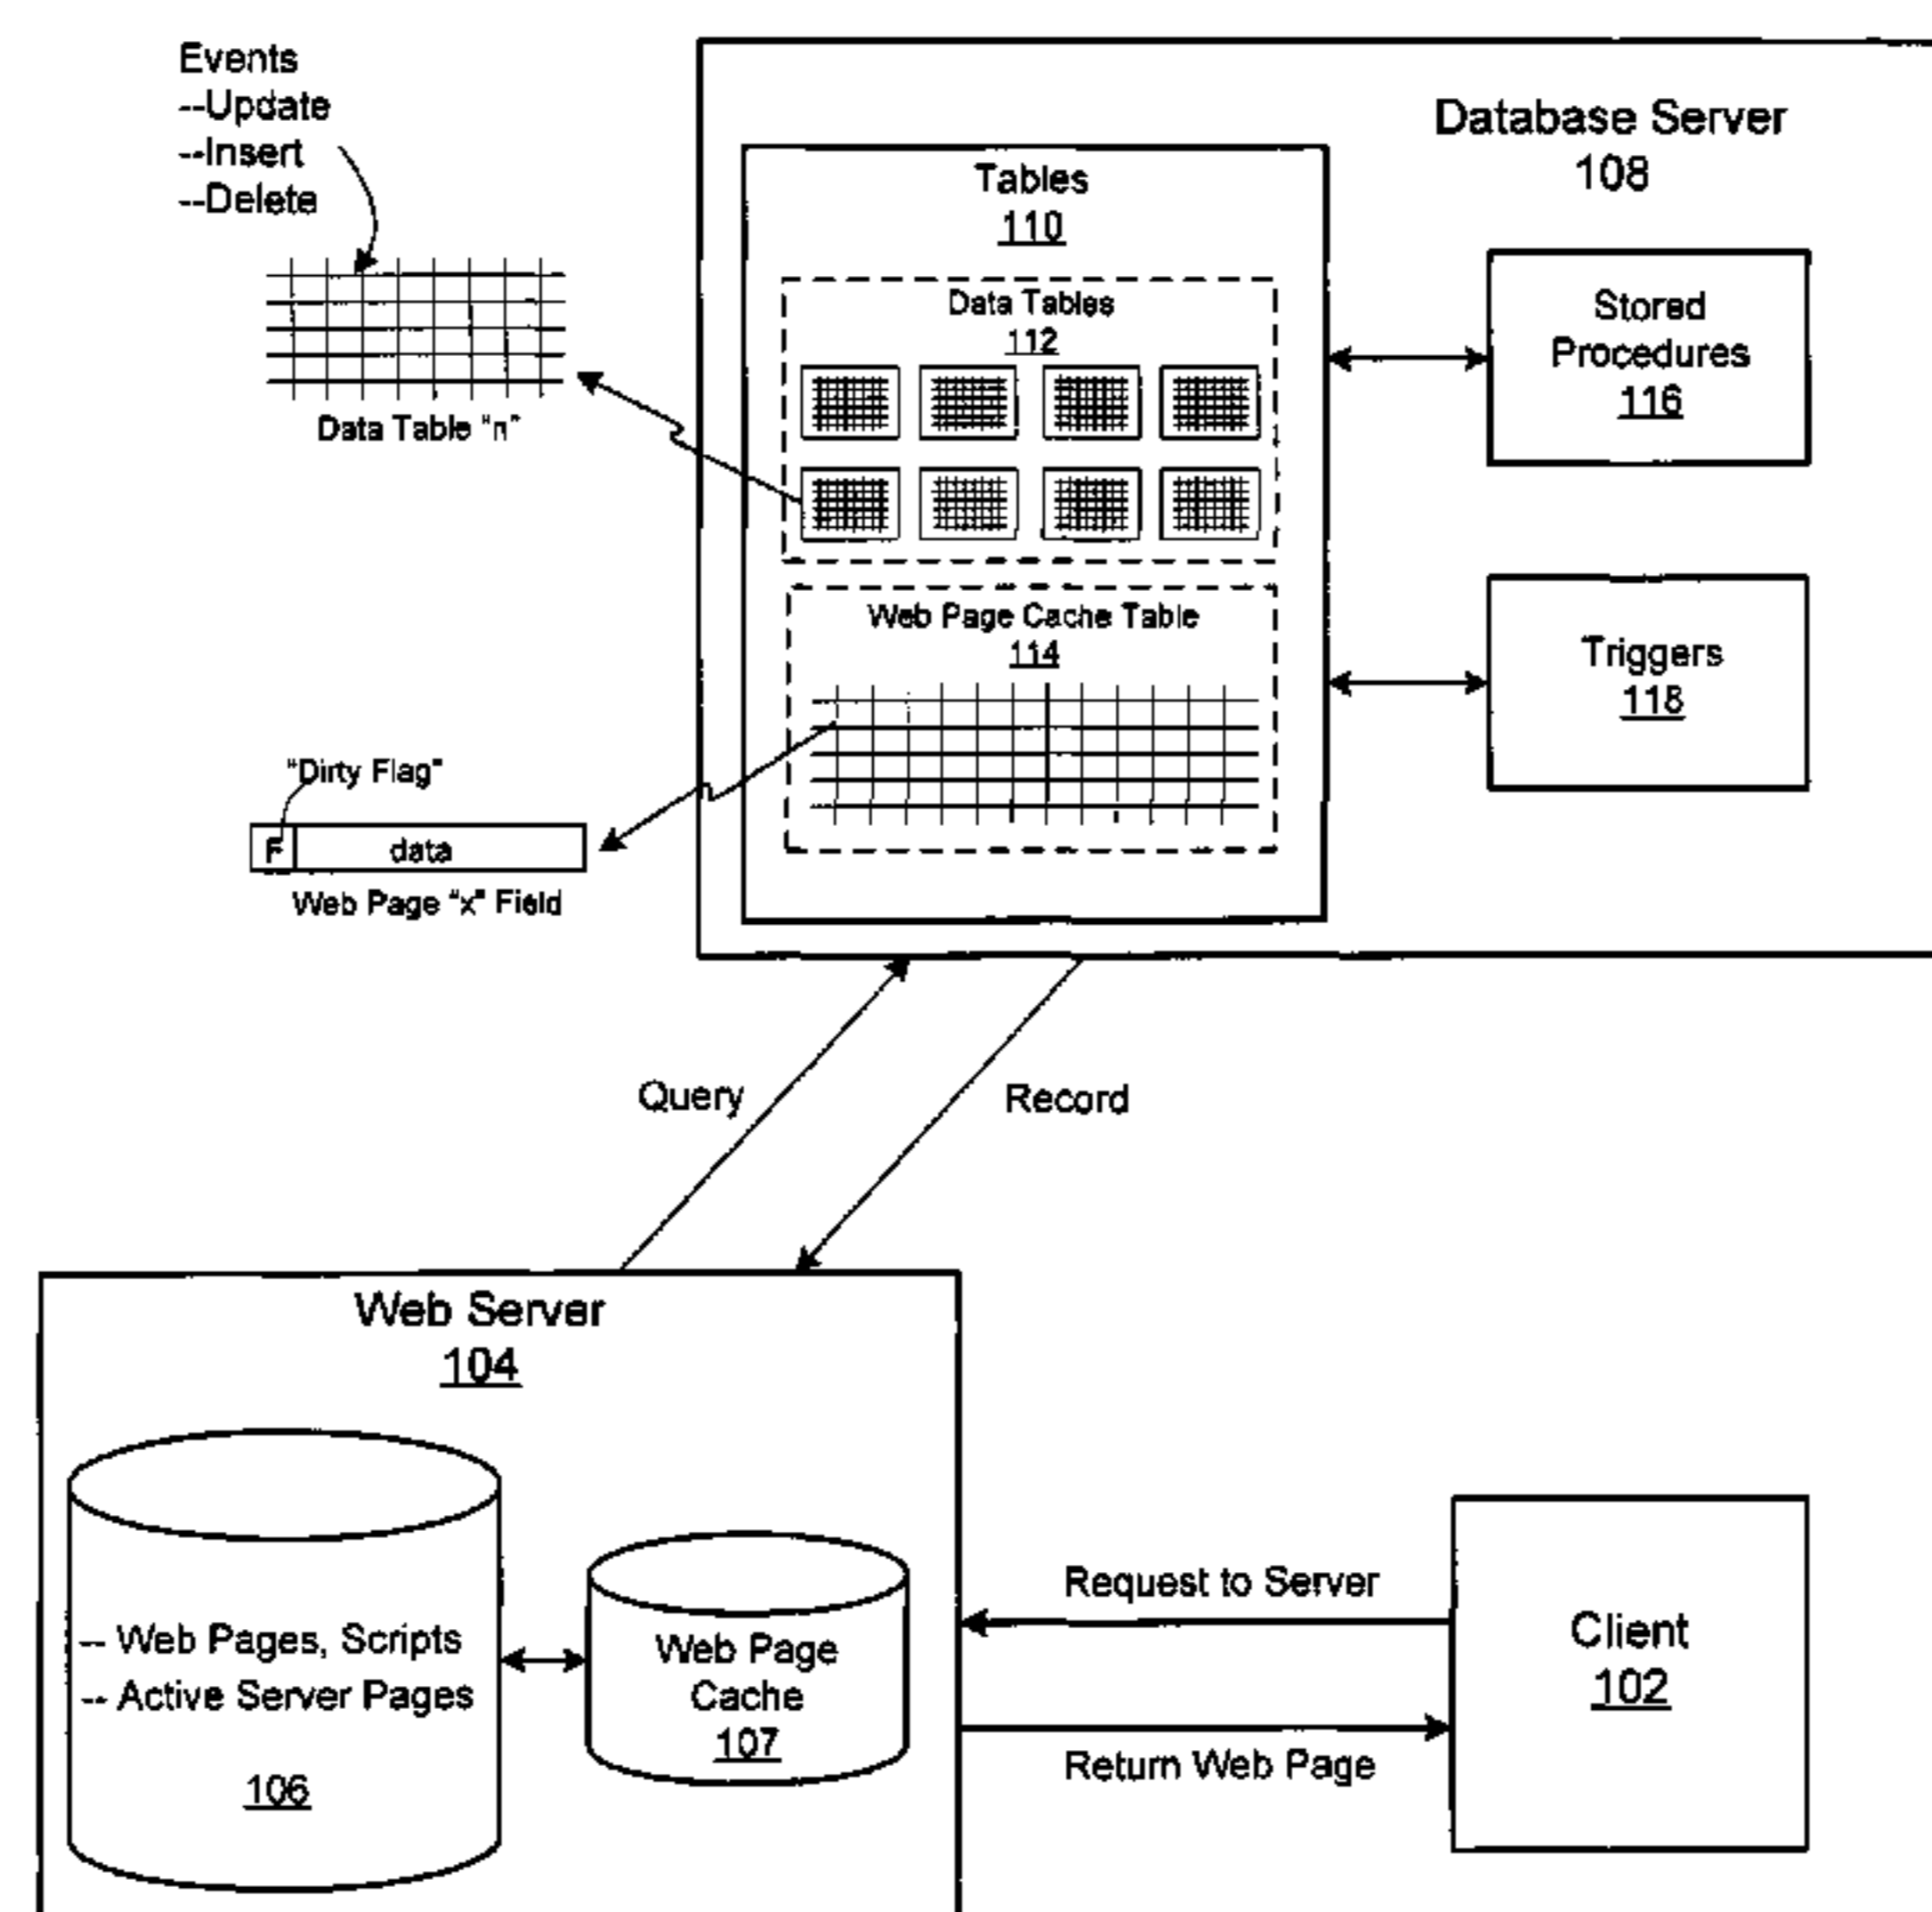 Events
--Update
--Insert
--Delete
Data Table "n"
"Dirty Flag"
F
data
Web Page "x" Field
Database Server
108
Tables
110
Data Tables
112
Web Page Cache Table
114
Stored
Procedures
116
Triggers
118
Query
Record
Web Server
104
-- Web Pages, Scripts
-- Active Server Pages
106
Web Page
Cache
107
Request to Server
Return Web Page
Client
102